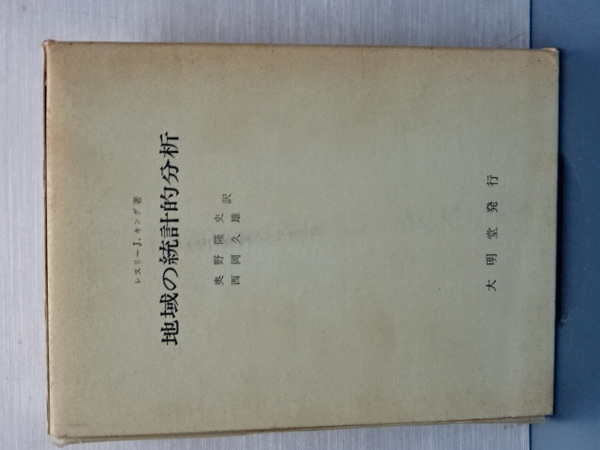 レスリー J. キング著
地域の統計的分析
奥野隆史
西岡久雄 訳
大明堂発行